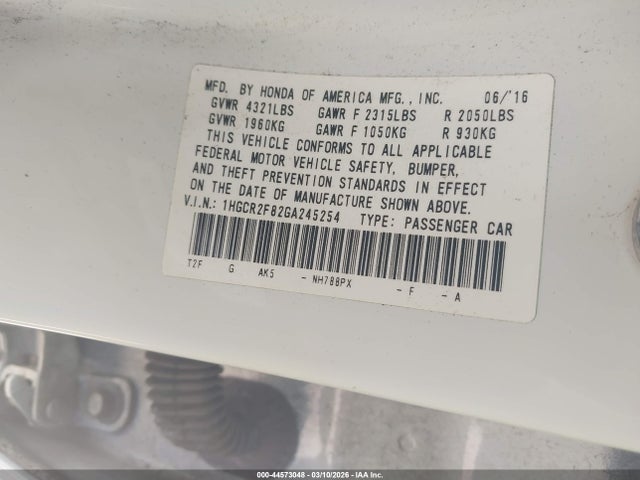 MFD. BY HONDA OF AMERICA MFG., INC. 06/'16
GVWR 4321LBS GAWR F 2315LBS R 2050LBS
GVWR 1960KG GAWR F 1050KG R 930KG
THIS VEHICLE CONFORMS TO ALL APPLICABLE
FEDERAL MOTOR VEHICLE SAFETY, BUMPER,
AND THEFT PREVENTION STANDARDS IN EFFECT
ON THE DATE OF MANUFACTURE SHOWN ABOVE.
V.I.N.: 1HGCR2F82GA245254 TYPE: PASSENGER CAR
T2F G AK5 - NH788PX - F - A
000-44573048 - 03/10/2026 - IAA Inc.